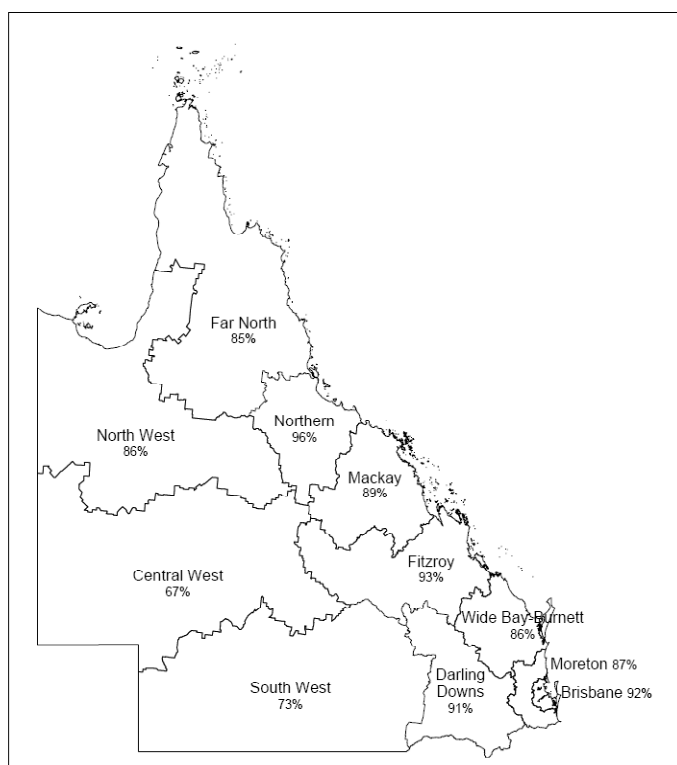 Far North
85%
Northern
96%
North West
86%
Mackay
89%
Fitzroy
93%
Central West
67%
Wide Bay-Burnett
86%
Moreton 87%
Brisbane 92%
Darling
Downs
91%
South West
73%